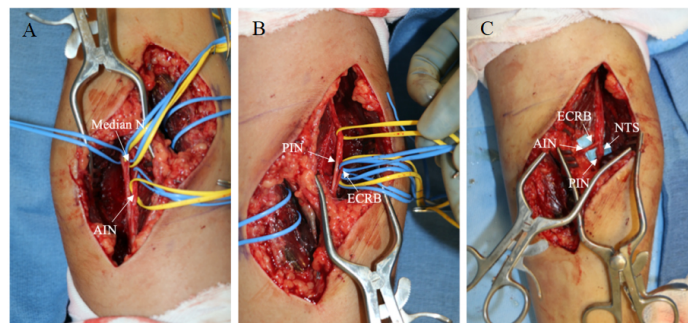 A
Median N
AIN
B
PIN
ECRB
C
ECRB
AIN
NTS
PIN